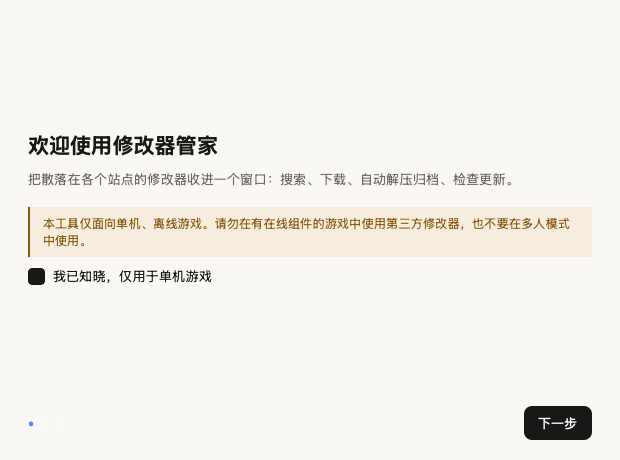 欢迎使用修改器管家
把散落在各个站点的修改器收进一个窗口：搜索、下载、自动解压归档、检查更新。
本工具仅面向单机、离线游戏。请勿在有在线组件的游戏中使用第三方修改器，也不要在多人模式
中使用。
我已知晓，仅用于单机游戏
下一步